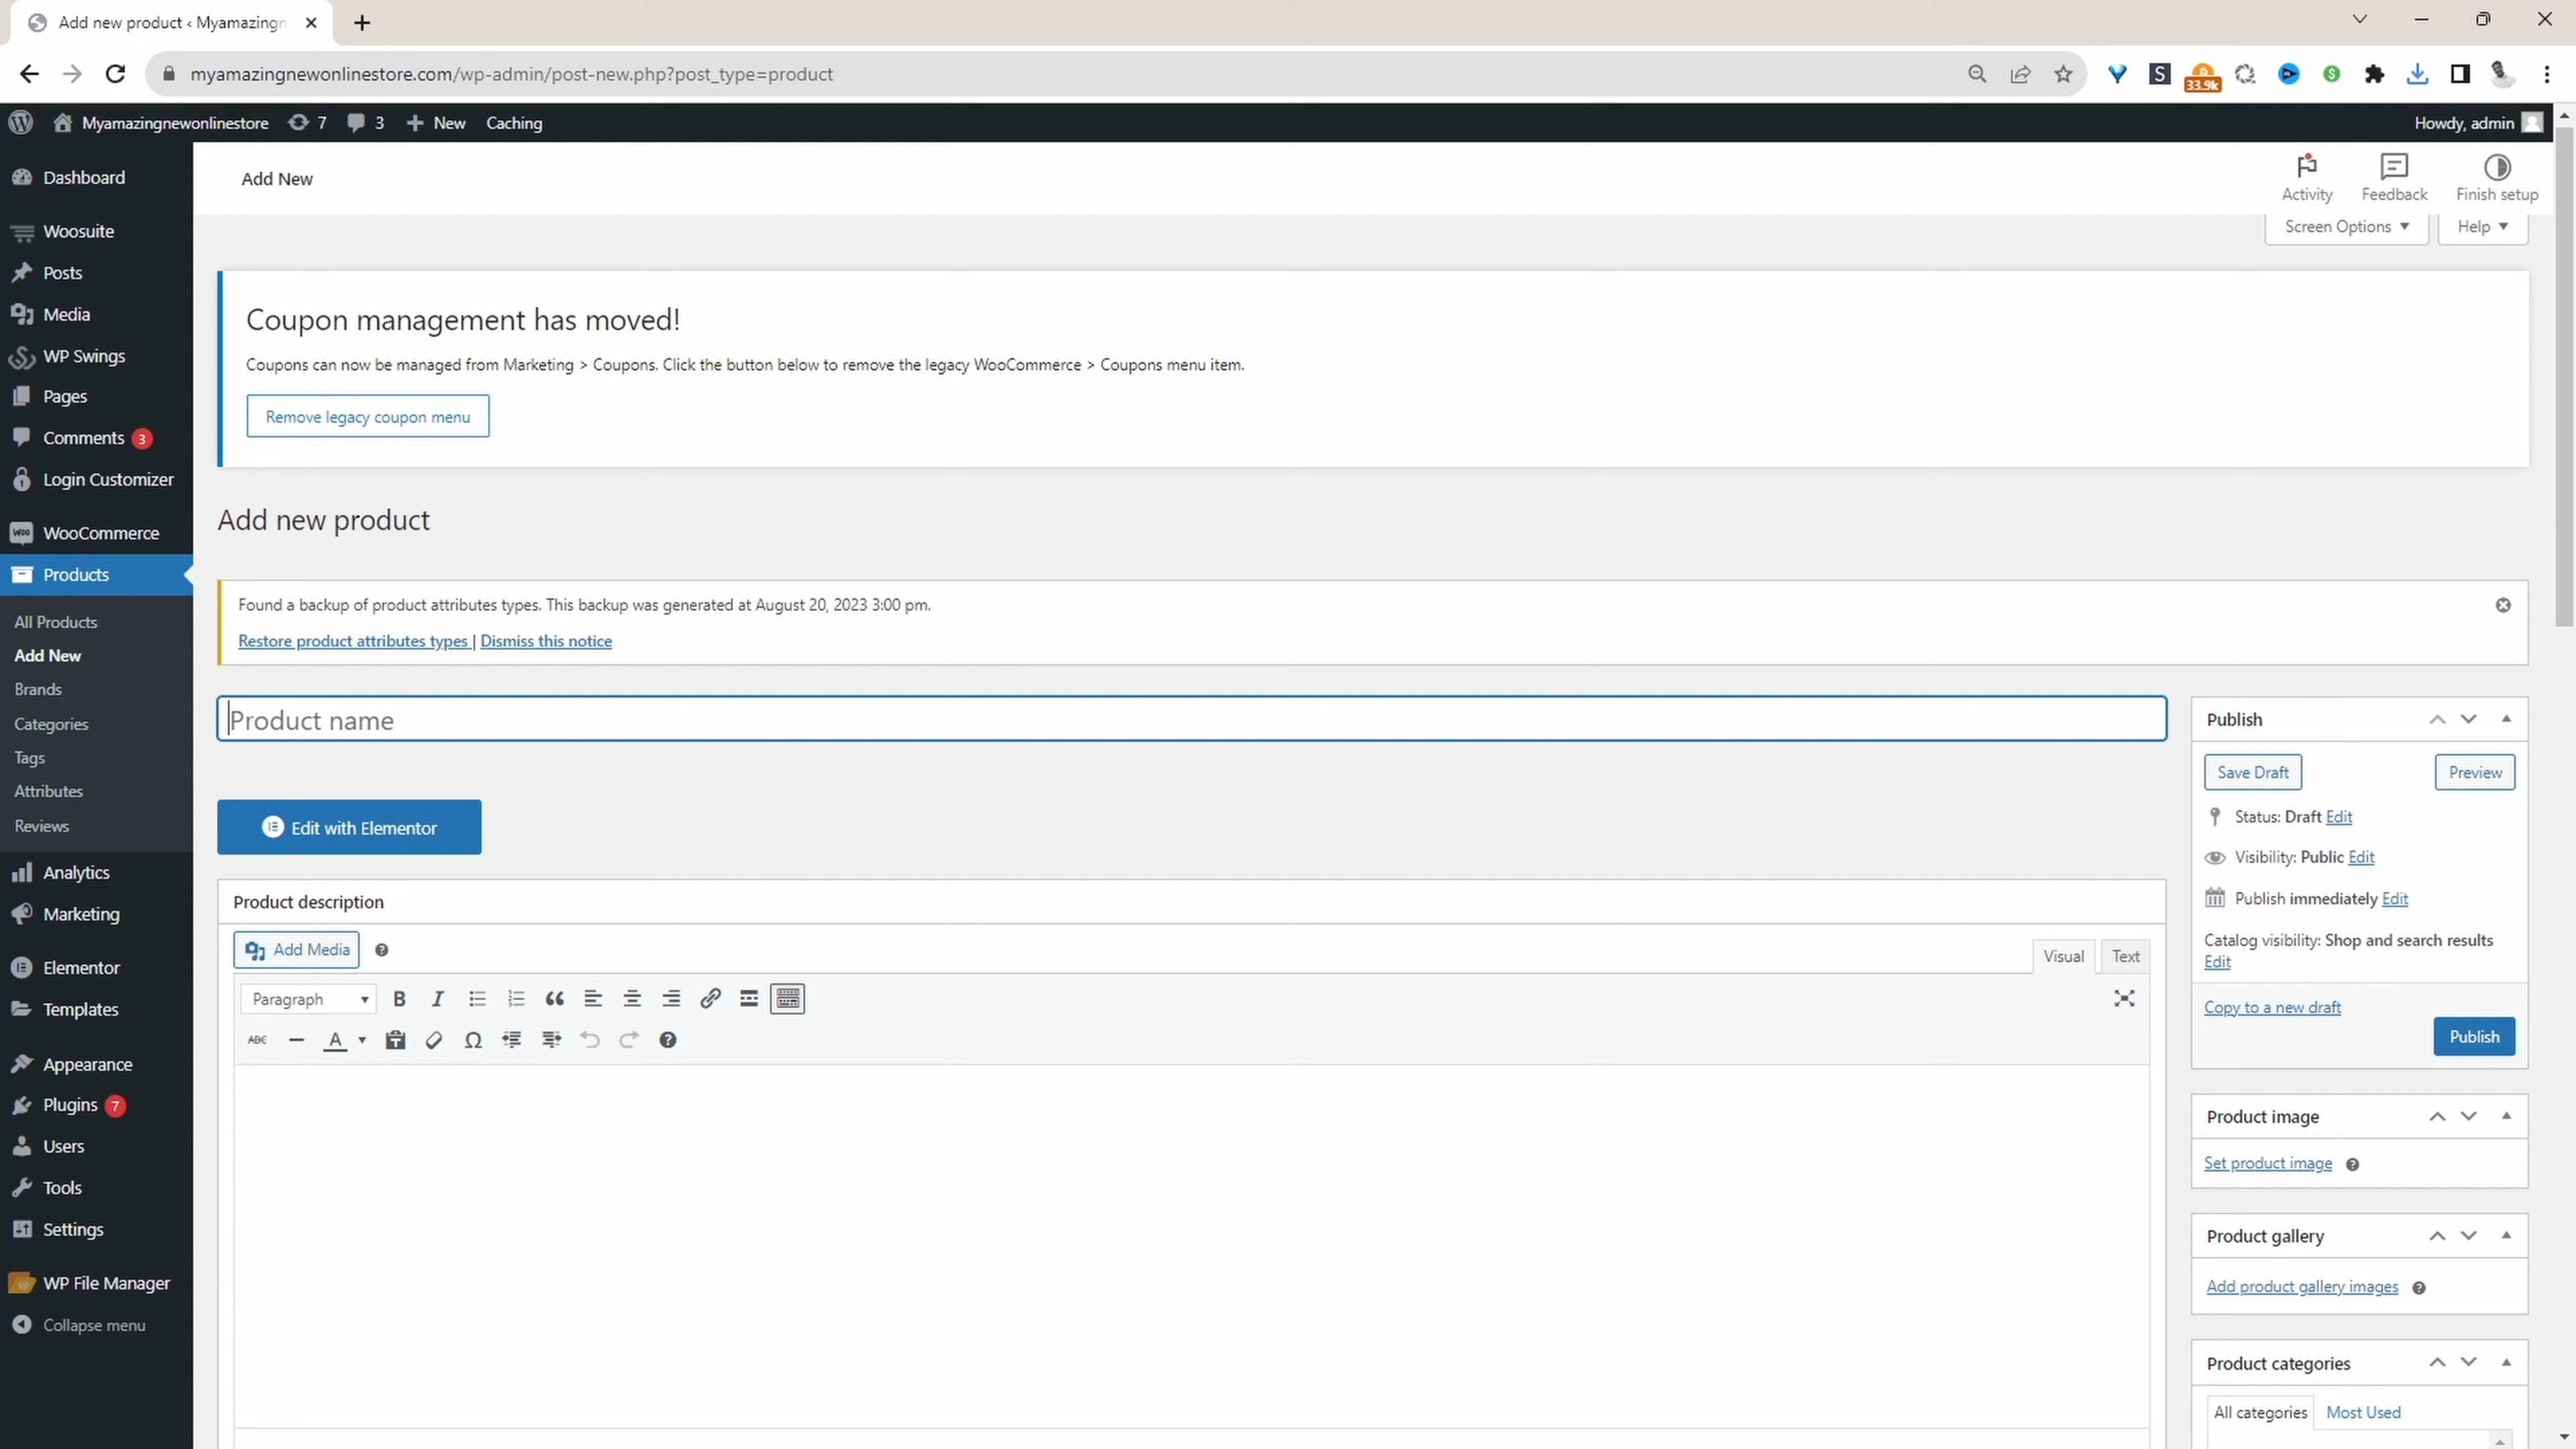 Add new product ‹ Myamazingn
myamazingnewonlinestore.com/wp-admin/post-new.php?post_type=product
S
33.9k
Myamazingnewonlinestore 7 3 New Caching
Howdy, admin
Dashboard
Woosuite
Posts
Media
WP Swings
Pages
Comments 3
Login Customizer
WooCommerce
Products
All Products
Add New
Brands
Categories
Tags
Attributes
Reviews
Analytics
Marketing
Elementor
Templates
Appearance
Plugins 7
Users
Tools
Settings
WP File Manager
Collapse menu
Add New
Activity
Feedback
Finish setup
Screen Options
Help
Coupon management has moved!
Coupons can now be managed from Marketing > Coupons. Click the button below to remove the legacy WooCommerce > Coupons menu item.
Remove legacy coupon menu
Add new product
Found a backup of product attributes types. This backup was generated at August 20, 2023 3:00 pm.
Restore product attributes types | Dismiss this notice
Product name
Edit with Elementor
Product description
Add Media
Visual Text
Paragraph B I
ABC A Ω
Publish
Save Draft
Preview
Status: Draft Edit
Visibility: Public Edit
Publish immediately Edit
Catalog visibility: Shop and search results
Edit
Copy to a new draft
Publish
Product image
Set product image
Product gallery
Add product gallery images
Product categories
All categories Most Used